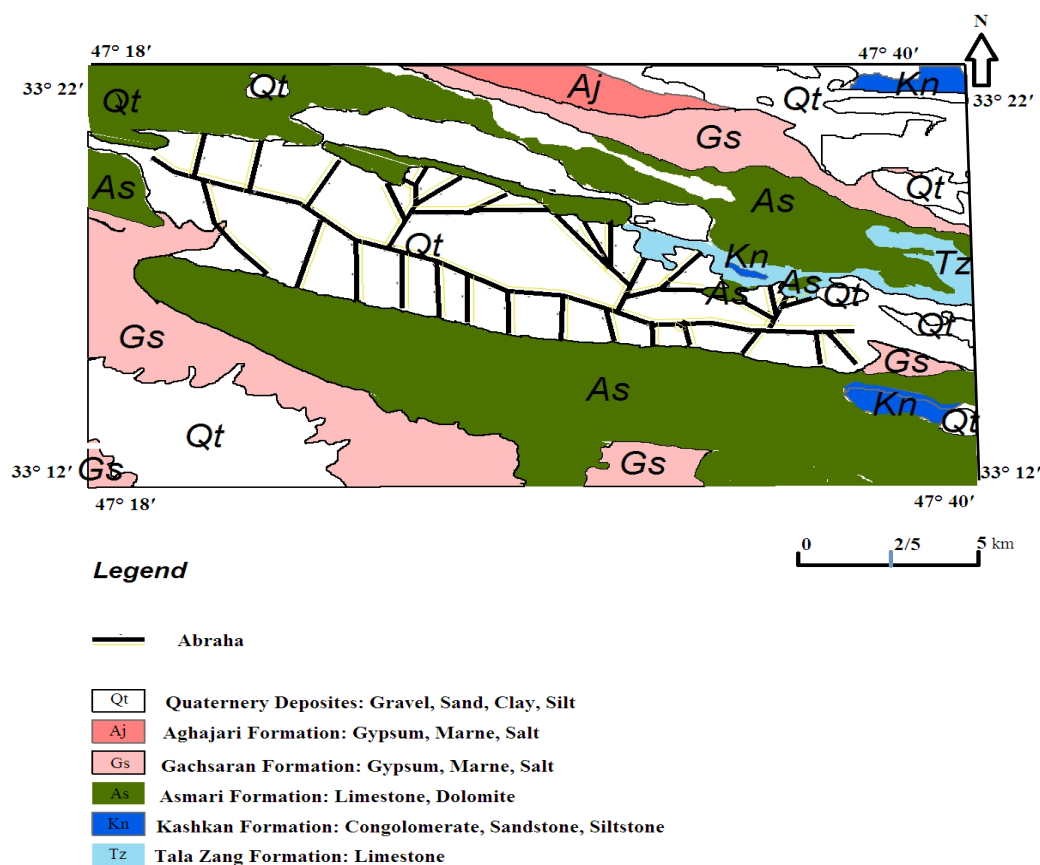 N
47° 18′ 47° 40′
33° 22′ 33° 22′
Qt Qt Aj Qt Kn
Gs
As As Qt
Qt Kn Tz
As As Qt
Qt
Gs Gs
As Kn Qt
Qt
Gs Gs
33° 12′ 33° 12′
47° 18′ 47° 40′
0 2/5 5 km
Legend
Abraha
Qt Quaternery Deposites: Gravel, Sand, Clay, Silt
Aj Aghajari Formation: Gypsum, Marne, Salt
Gs Gachsaran Formation: Gypsum, Marne, Salt
As Asmari Formation: Limestone, Dolomite
Kn Kashkan Formation: Congolomerate, Sandstone, Siltstone
Tz Tala Zang Formation: Limestone